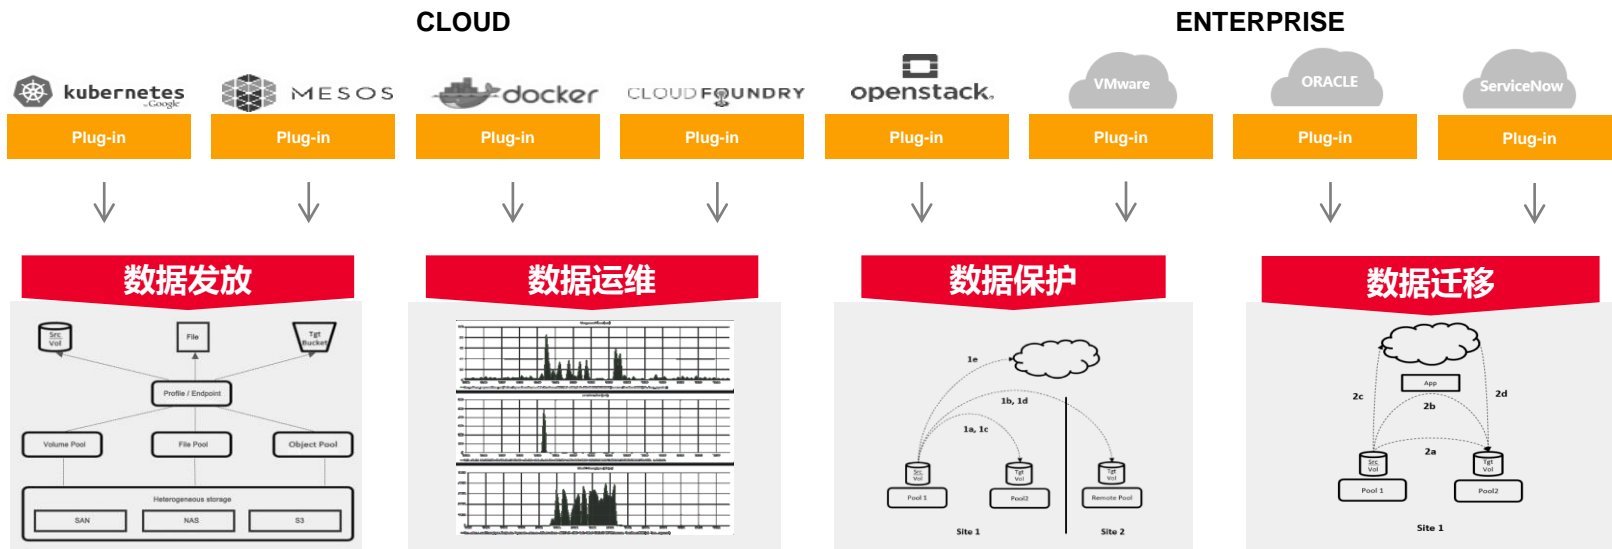 CLOUD
ENTERPRISE
kubernetes
by Google
MESOS
docker
CLOUD FOUNDRY
openstack.
VMware
ORACLE
ServiceNow
Plug-in
Plug-in
Plug-in
Plug-in
Plug-in
Plug-in
Plug-in
Plug-in
数据发放
数据运维
数据保护
数据迁移
Src
Vol
File
Tgt
Bucket
Profile / Endpoint
Volume Pool
File Pool
Object Pool
Heterogeneous storage
SAN
NAS
S3
1e
1b, 1d
1a, 1c
Src
Vol
Tgt
Vol
Tgt
Vol
Pool 1
Pool2
Remote Pool
Site 1
Site 2
App
2c
2b
2d
2a
Src
Vol
Tgt
Vol
Pool 1
Pool2
Site 1